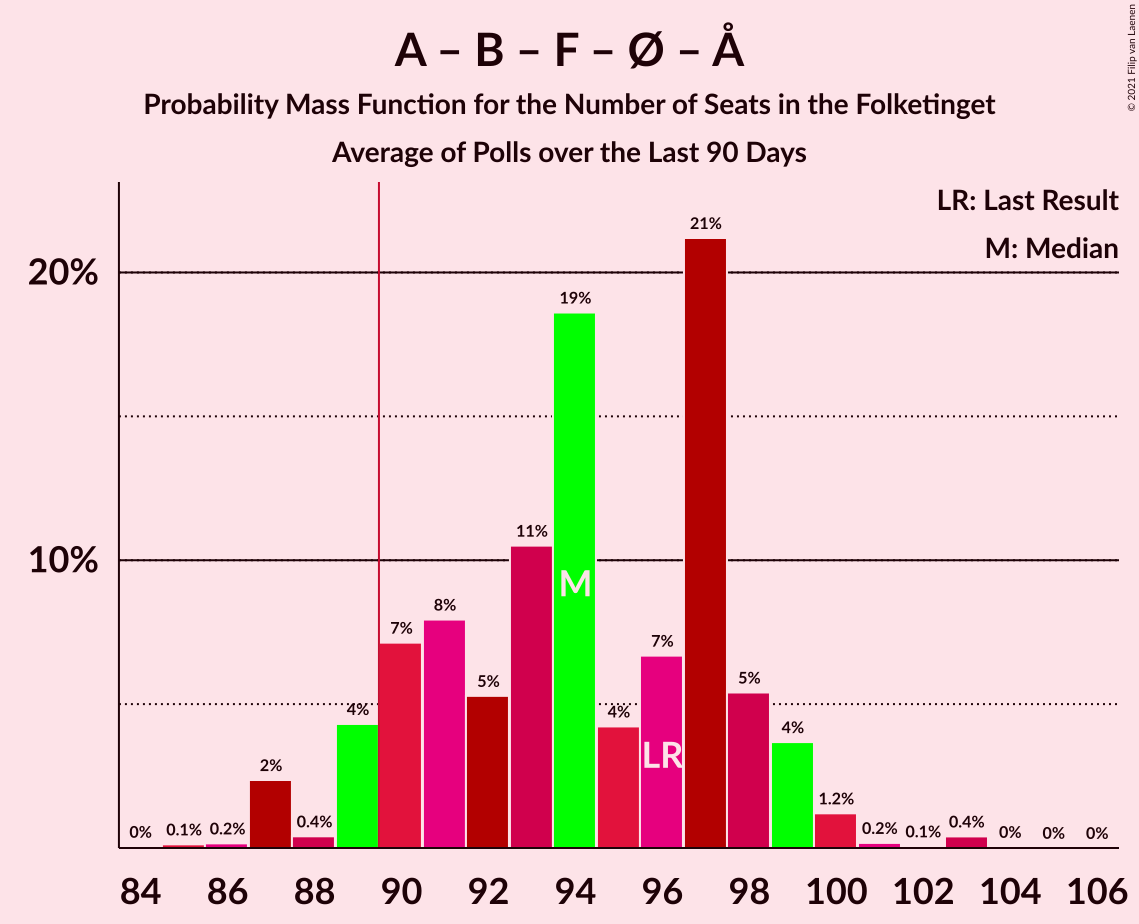 A – B – F – Ø – Å
Probability Mass Function for the Number of Seats in the Folketinget
Average of Polls over the Last 90 Days
© 2021 Filip van Laenen
LR: Last Result
M: Median
20%
10%
0% 0.1% 0.2% 2% 0.4% 4% 7% 8% 5% 11% 19% 4% 7% 21% 5% 4% 1.2% 0.2% 0.1% 0.4% 0% 0% 0%
M
LR
84 86 88 90 92 94 96 98 100 102 104 106